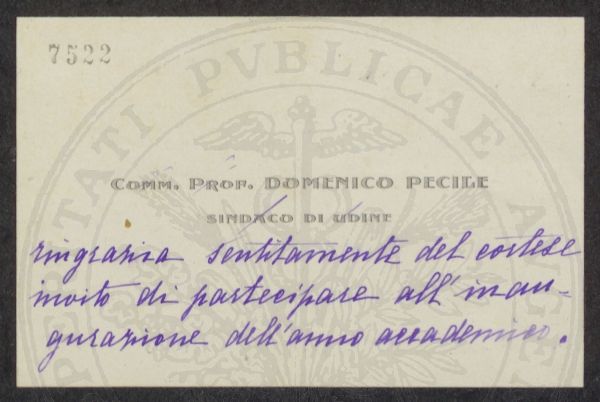 7522
COMM. PROF. DOMENICO PECILE
SINDACO DI UDINE
ringrazia sentitamente del cortese
invito di partecipare all'inau-
gurazione dell'anno accademico.